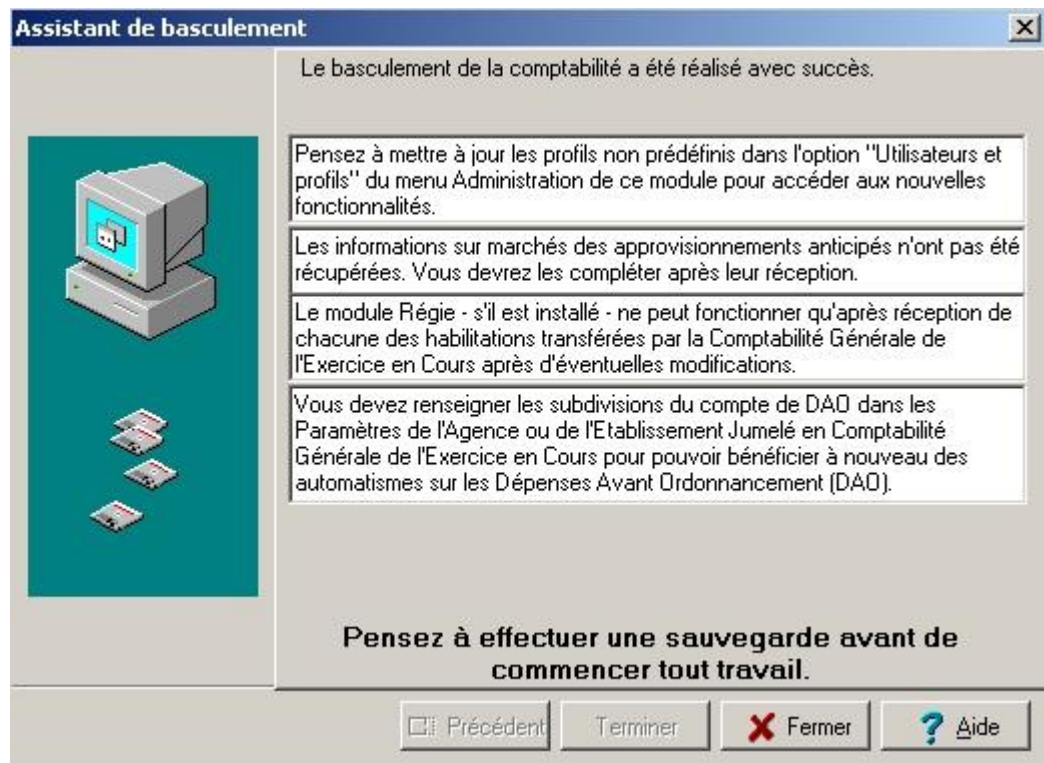 Assistant de basculement
Le basculement de la comptabilité a été réalisé avec succès.
Pensez à mettre à jour les profils non prédéfinis dans l'option "Utilisateurs et
profils" du menu Administration de ce module pour accéder aux nouvelles
fonctionnalités.
Les informations sur marchés des approvisionnements anticipés n'ont pas été
récupérées. Vous devrez les compléter après leur réception.
Le module Régie - s'il est installé - ne peut fonctionner qu'après réception de
chacune des habilitations transférées par la Comptabilité Générale de
l'Exercice en Cours après d'éventuelles modifications.
Vous devez renseigner les subdivisions du compte de DAO dans les
Paramètres de l'Agence ou de l'Etablissement Jumelé en Comptabilité
Générale de l'Exercice en Cours pour pouvoir bénéficier à nouveau des
automatismes sur les Dépenses Avant Ordonnancement (DAO).
Pensez à effectuer une sauvegarde avant de
commencer tout travail.
Précédent Terminer Fermer Aide